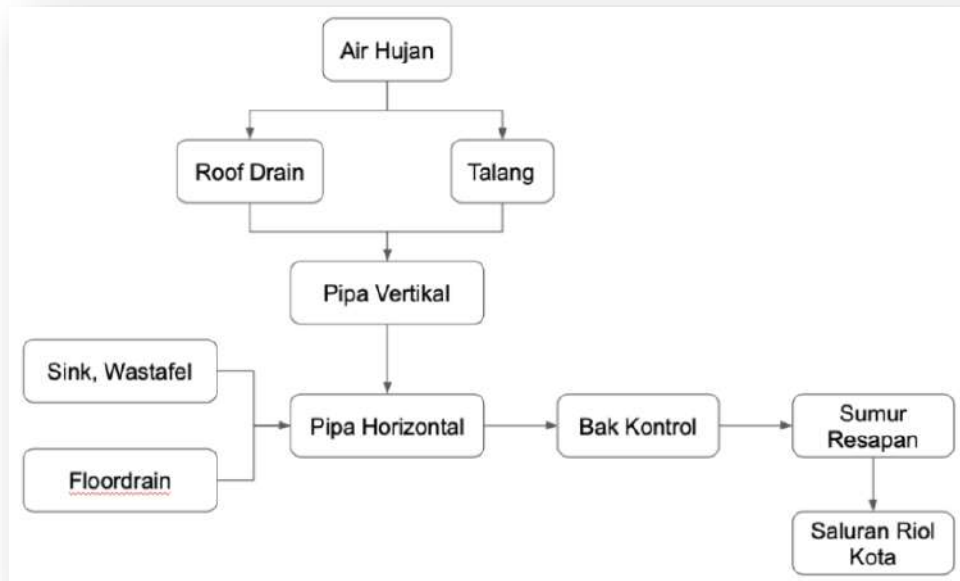 Air Hujan
Roof Drain
Talang
Pipa Vertikal
Sink, Wastafel
Pipa Horizontal
Bak Kontrol
Sumur
Resapan
Floordrain
Saluran Riol
Kota